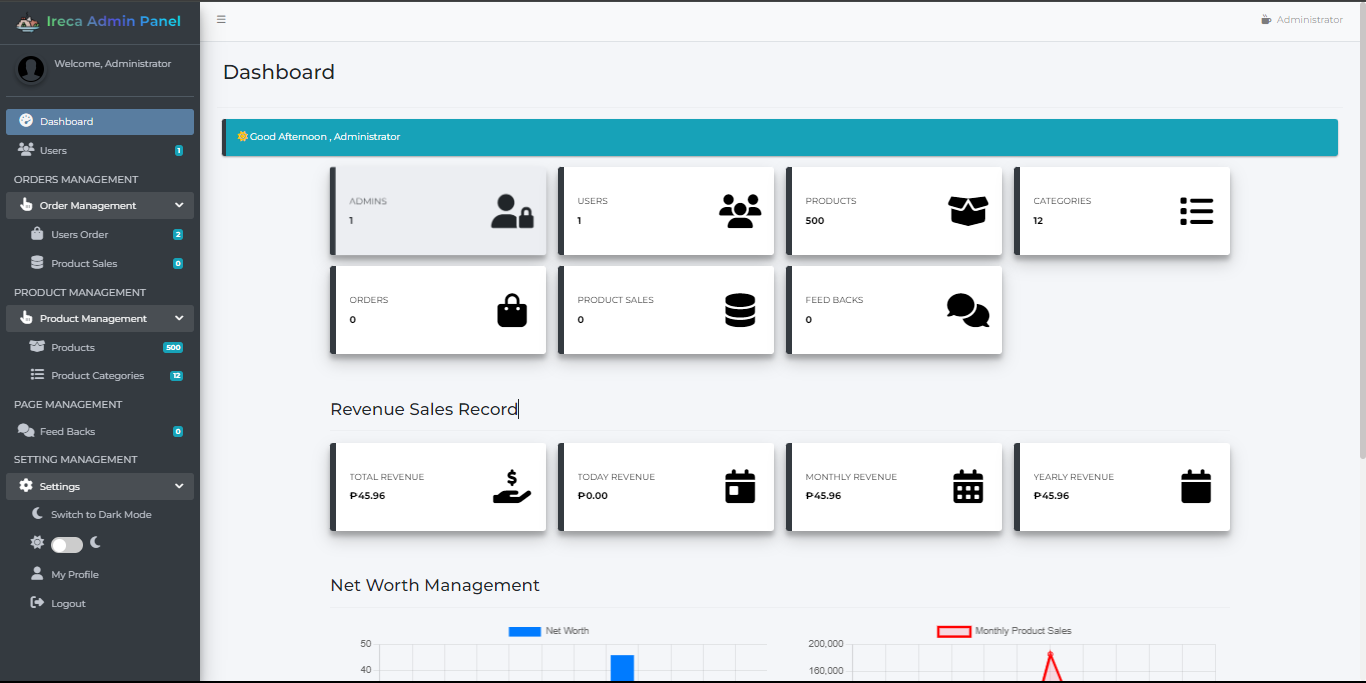 Ireca Admin Panel
Administrator
Welcome, Administrator
Dashboard
Users 1
ORDERS MANAGEMENT
Order Management
Users Order 2
Product Sales 0
PRODUCT MANAGEMENT
Product Management
Products 500
Product Categories 12
PAGE MANAGEMENT
Feed Backs 0
SETTING MANAGEMENT
Settings
Switch to Dark Mode
My Profile
Logout
Dashboard
Good Afternoon , Administrator
ADMINS
1
USERS
1
PRODUCTS
500
CATEGORIES
12
ORDERS
0
PRODUCT SALES
0
FEED BACKS
0
Revenue Sales Record
TOTAL REVENUE
₱45.96
TODAY REVENUE
₱0.00
MONTHLY REVENUE
₱45.96
YEARLY REVENUE
₱45.96
Net Worth Management
Net Worth
50
40
Monthly Product Sales
200,000
160,000